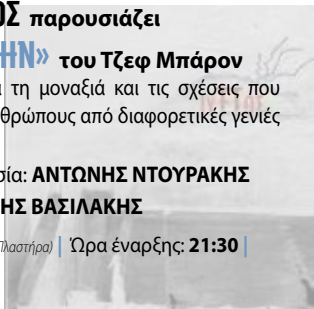 ΟΣ παρουσιάζει
ΗΝ» του Τζεφ Μπάρον
τη μοναξιά και τις σχέσεις που
θρώπους από διαφορετικές γενιές
σία: ΑΝΤΩΝΗΣ ΝΤΟΥΡΑΚΗΣ
ΗΣ ΒΑΣΙΛΑΚΗΣ
Πλαστήρα) | Ώρα έναρξης: 21:30 |